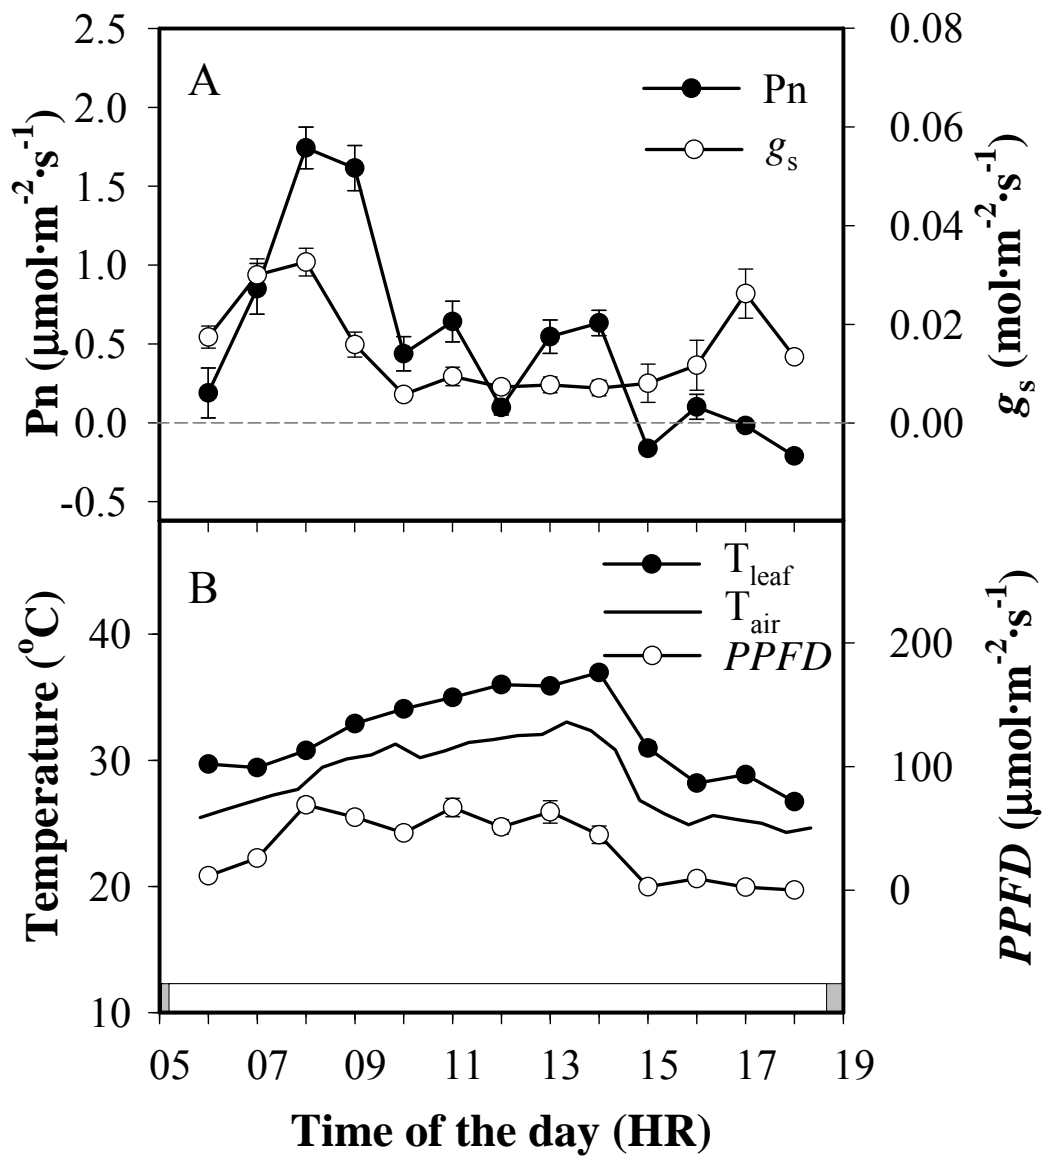 2.5
2.0
1.5
1.0
0.5
0.0
-0.5
Pn (μmol·m-2·s-1)
A
Pn
gs
0.08
0.06
0.04
0.02
0.00
gs (mol·m-2·s-1)
40
30
20
10
Temperature (oC)
B
Tleaf
Tair
PPFD
200
100
0
PPFD (μmol·m-2·s-1)
05 07 09 11 13 15 17 19
Time of the day (HR)